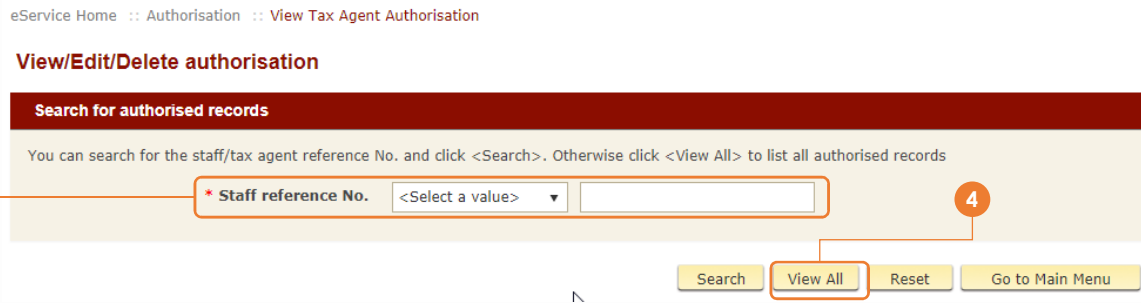 eService Home :: Authorisation :: View Tax Agent Authorisation
View/Edit/Delete authorisation
Search for authorised records
You can search for the staff/tax agent reference No. and click <Search>. Otherwise click <View All> to list all authorised records
* Staff reference No. <Select a value>
4
Search View All Reset Go to Main Menu